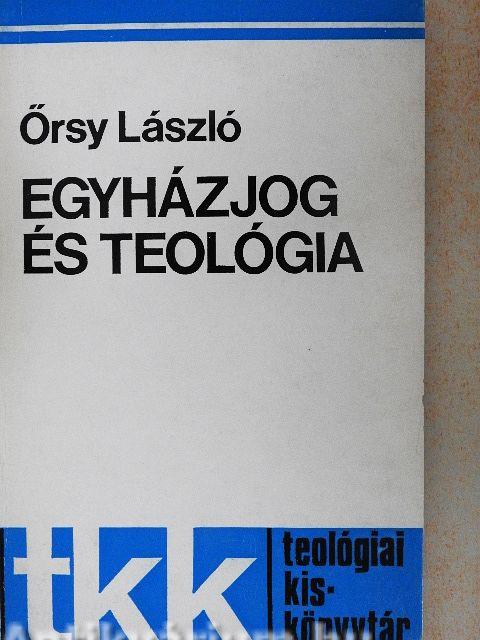 Őrsy László
EGYHÁZJOG
ÉS TEOLÓGIA
tkk
teológiai
kis-
könyvtár